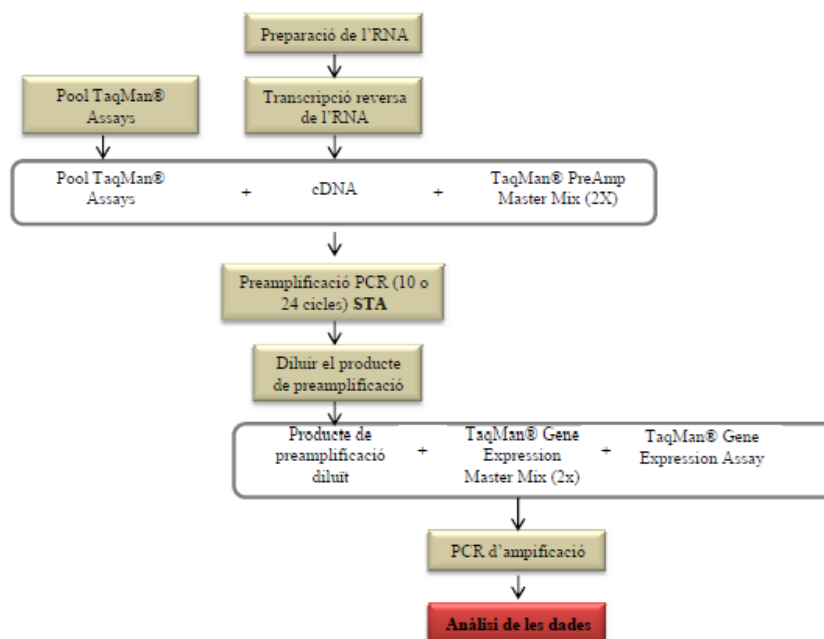 Preparació de l'RNA
Pool TaqMan®
Assays
Transcripció reversa
de l'RNA
Pool TaqMan®
Assays
+
cDNA
+
TaqMan® PreAmp
Master Mix (2X)
Preamplificació PCR (10 o
24 cicles) STA
Diluir el producte
de preamplificació
Producte de
preamplificació
diluït
+
TaqMan® Gene
Expression
Master Mix (2x)
+
TaqMan® Gene
Expression Assay
PCR d'ampificació
Anàlisi de les dades